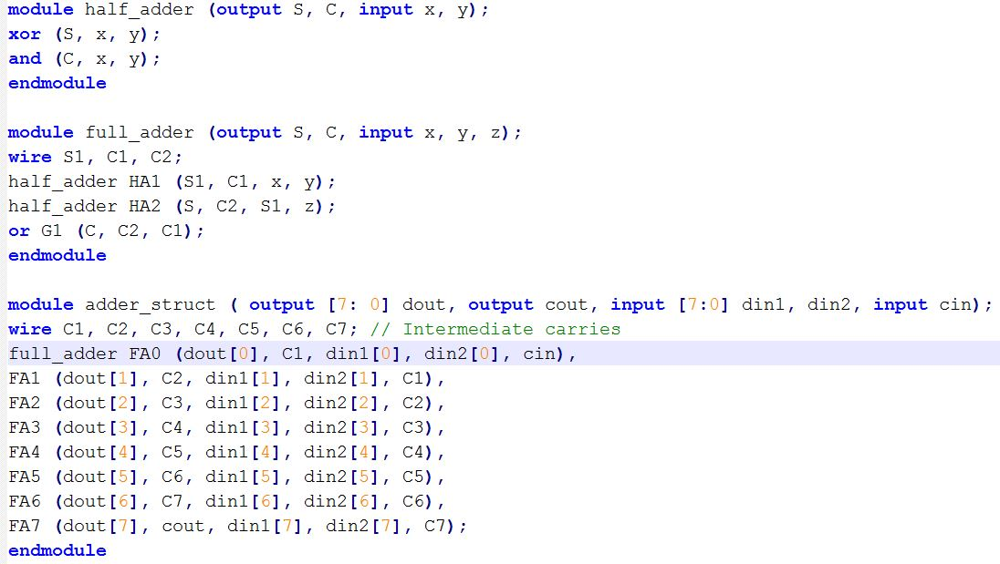 module half_adder (output S, C, input x, y);
xor (S, x, y);
and (C, x, y);
endmodule

module full_adder (output S, C, input x, y, z);
wire S1, C1, C2;
half_adder HA1 (S1, C1, x, y);
half_adder HA2 (S, C2, S1, z);
or G1 (C, C2, C1);
endmodule

module adder_struct ( output [7: 0] dout, output cout, input [7:0] din1, din2, input cin);
wire C1, C2, C3, C4, C5, C6, C7; // Intermediate carries
full_adder FA0 (dout[0], C1, din1[0], din2[0], cin),
FA1 (dout[1], C2, din1[1], din2[1], C1),
FA2 (dout[2], C3, din1[2], din2[2], C2),
FA3 (dout[3], C4, din1[3], din2[3], C3),
FA4 (dout[4], C5, din1[4], din2[4], C4),
FA5 (dout[5], C6, din1[5], din2[5], C5),
FA6 (dout[6], C7, din1[6], din2[6], C6),
FA7 (dout[7], cout, din1[7], din2[7], C7);
endmodule